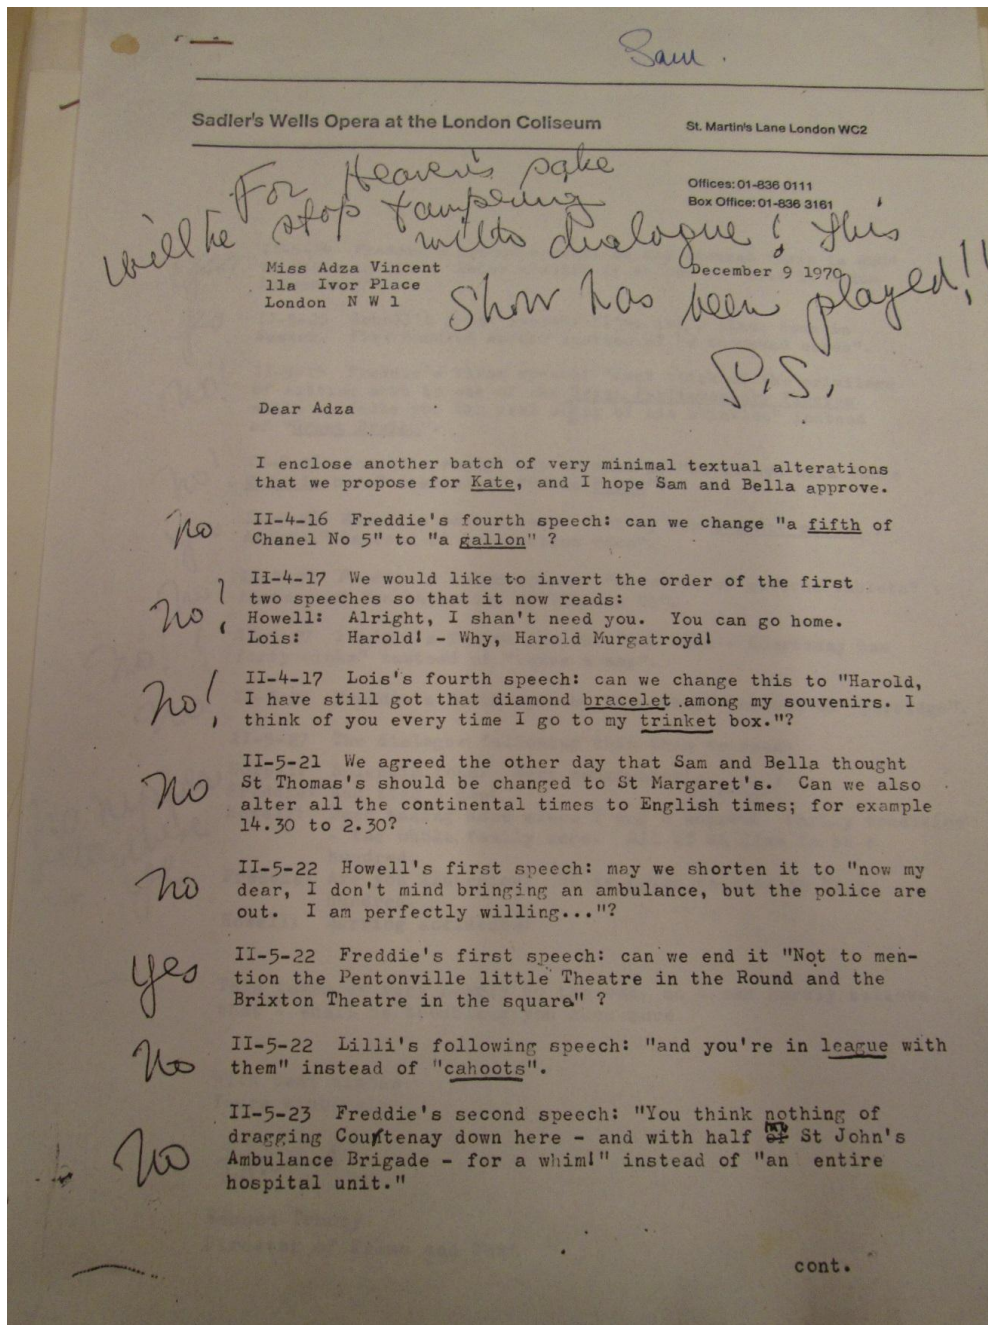 Sam.
Sadler's Wells Opera at the London Coliseum
St. Martin's Lane London WC2
Offices: 01-836 0111
Box Office: 01-836 3161
For Heaven's sake
will he stop tampering
with dialogue! This
show has been played!!
P.S.
Miss Adza Vincent
11a Ivor Place
London N W 1
December 9 1970
Dear Adza
I enclose another batch of very minimal textual alterations
that we propose for Kate, and I hope Sam and Bella approve.
no
II-4-16 Freddie's fourth speech: can we change "a fifth of
Chanel No 5" to "a gallon" ?
no!
II-4-17 We would like to invert the order of the first
two speeches so that it now reads:
Howell: Alright, I shan't need you. You can go home.
Lois: Harold! - Why, Harold Murgatroyd!
no!
II-4-17 Lois's fourth speech: can we change this to "Harold,
I have still got that diamond bracelet among my souvenirs. I
think of you every time I go to my trinket box."?
no
II-5-21 We agreed the other day that Sam and Bella thought
St Thomas's should be changed to St Margaret's. Can we also
alter all the continental times to English times; for example
14.30 to 2.30?
no
II-5-22 Howell's first speech: may we shorten it to "now my
dear, I don't mind bringing an ambulance, but the police are
out. I am perfectly willing..."?
yes
II-5-22 Freddie's first speech: can we end it "Not to men-
tion the Pentonville little Theatre in the Round and the
Brixton Theatre in the square" ?
No
II-5-22 Lilli's following speech: "and you're in league with
them" instead of "cahoots".
No
II-5-23 Freddie's second speech: "You think nothing of
dragging Courtenay down here - and with half St John's
Ambulance Brigade - for a whim!" instead of "an entire
hospital unit."
cont.